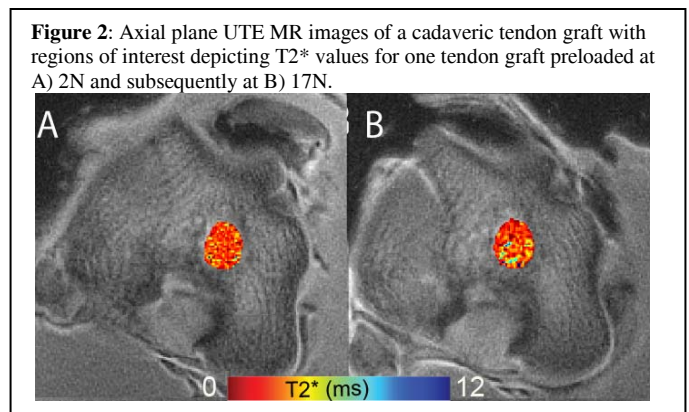 Figure 2: Axial plane UTE MR images of a cadaveric tendon graft with
regions of interest depicting T2* values for one tendon graft preloaded at
A) 2N and subsequently at B) 17N.
A B
0 T2* (ms) 12